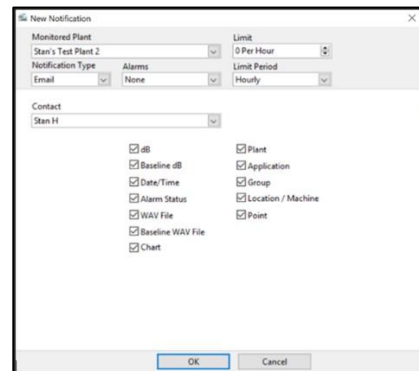 New Notification
Monitored Plant Limit
Stan's Test Plant 2 0 Per Hour
Notification Type Alarms Limit Period
Email None Hourly
Contact
Stan H
dB Plant
Baseline dB Application
Date/Time Group
Alarm Status Location / Machine
WAV File Point
Baseline WAV File
Chart
OK Cancel